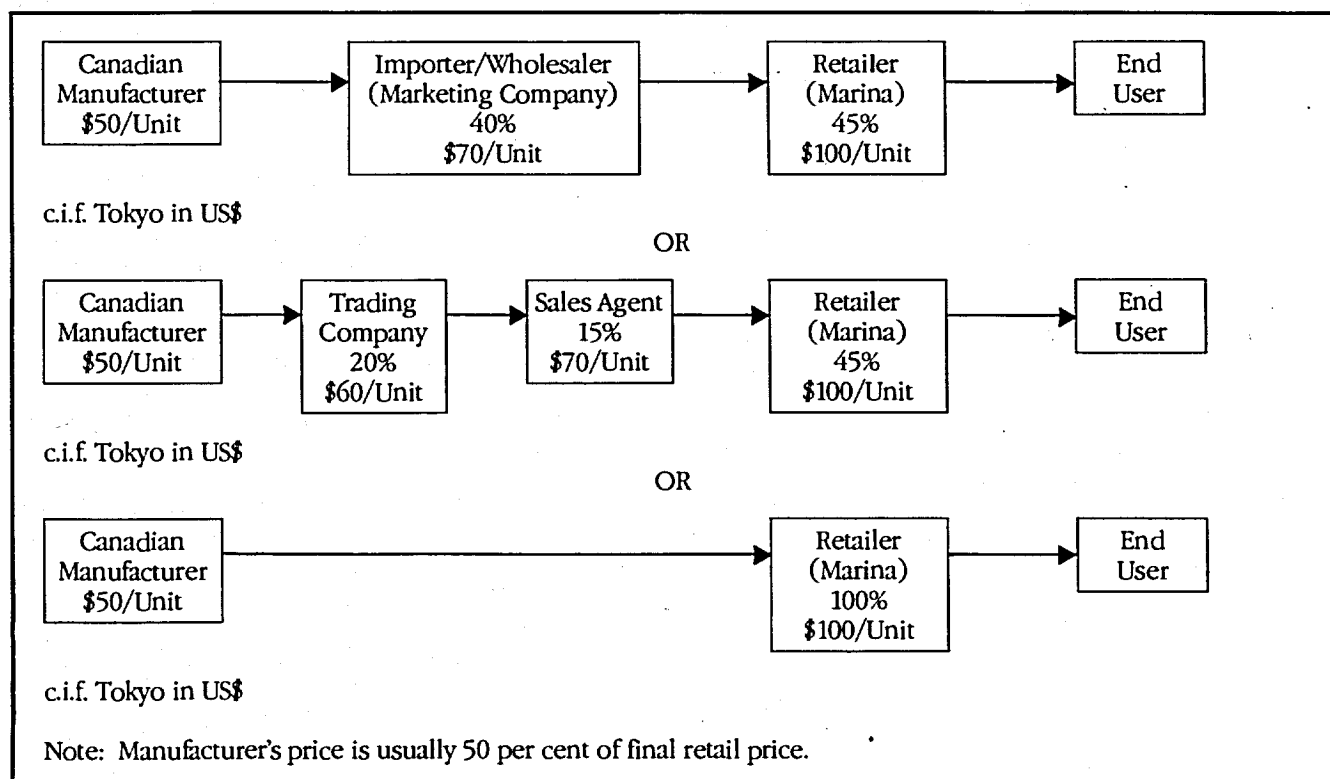 Canadian
Manufacturer
$50/Unit
Importer/Wholesaler
(Marketing Company)
40%
$70/Unit
Retailer
(Marina)
45%
$100/Unit
End
User
c.i.f. Tokyo in US$
OR
Canadian
Manufacturer
$50/Unit
Trading
Company
20%
$60/Unit
Sales Agent
15%
$70/Unit
Retailer
(Marina)
45%
$100/Unit
End
User
c.i.f. Tokyo in US$
OR
Canadian
Manufacturer
$50/Unit
Retailer
(Marina)
100%
$100/Unit
End
User
c.i.f. Tokyo in US$
Note: Manufacturer's price is usually 50 per cent of final retail price.